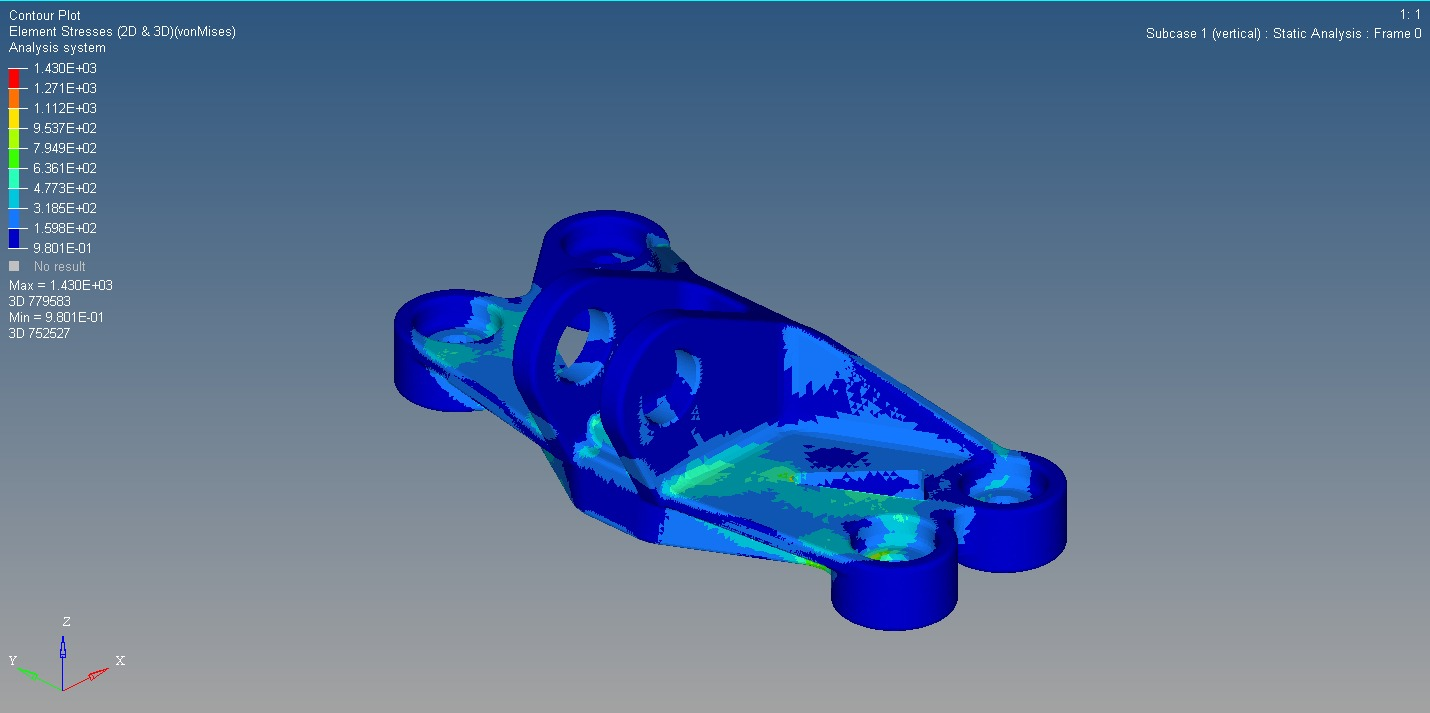 Contour Plot
Element Stresses (2D & 3D)(vonMises)
Analysis system
1.430E+03
1.271E+03
1.112E+03
9.537E+02
7.949E+02
6.361E+02
4.773E+02
3.185E+02
1.598E+02
9.801E-01
No result
Max = 1.430E+03
3D 779583
Min = 9.801E-01
3D 752527
1: 1
Subcase 1 (vertical) : Static Analysis : Frame 0
Z
Y
X